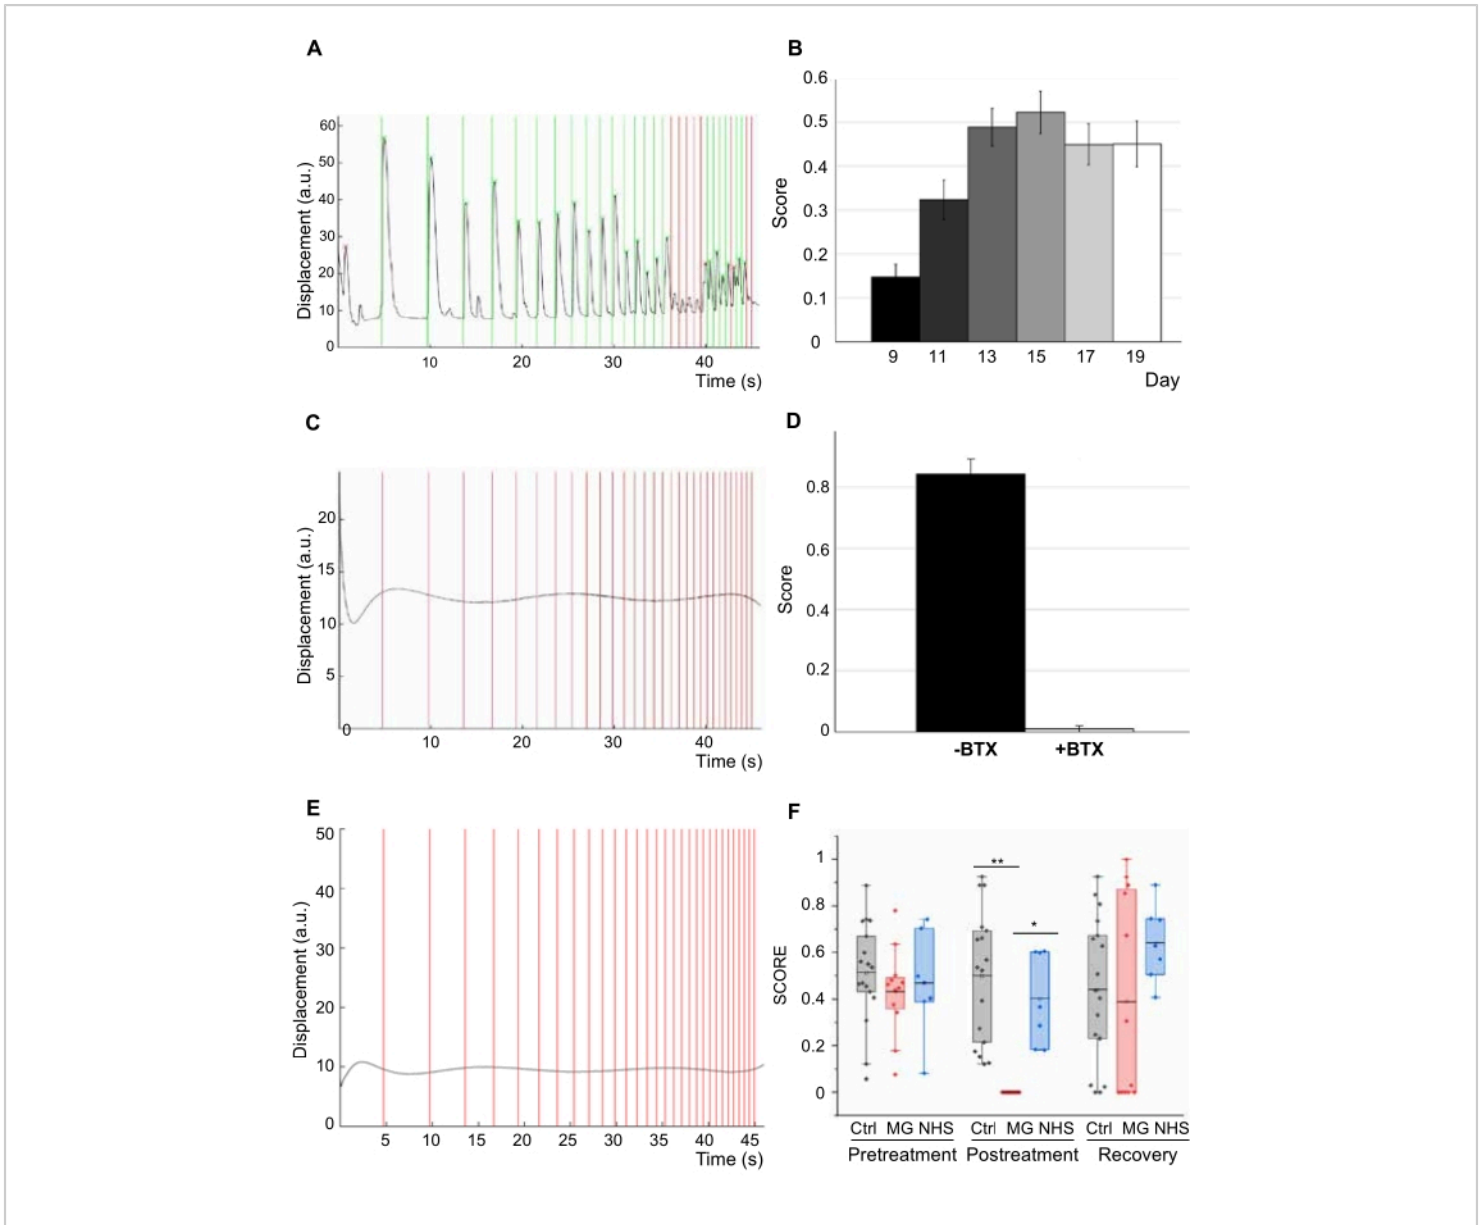 A
Displacement (a.u.)
60
50
40
30
20
10
0
10 20 30 40
Time (s)
B
Score
0.6
0.5
0.4
0.3
0.2
0.1
0
9 11 13 15 17 19
Day
C
Displacement (a.u.)
20
15
10
5
0
10 20 30 40
Time (s)
D
Score
0.8
0.6
0.4
0.2
0
-BTX +BTX
E
Displacement (a.u.)
50
40
30
20
10
0
5 10 15 20 25 30 35 40 45
Time (s)
F
SCORE
1
0.8
0.6
0.4
0.2
0
** 
*
Ctrl MG NHS Ctrl MG NHS Ctrl MG NHS
Pretreatment Postreatment Recovery